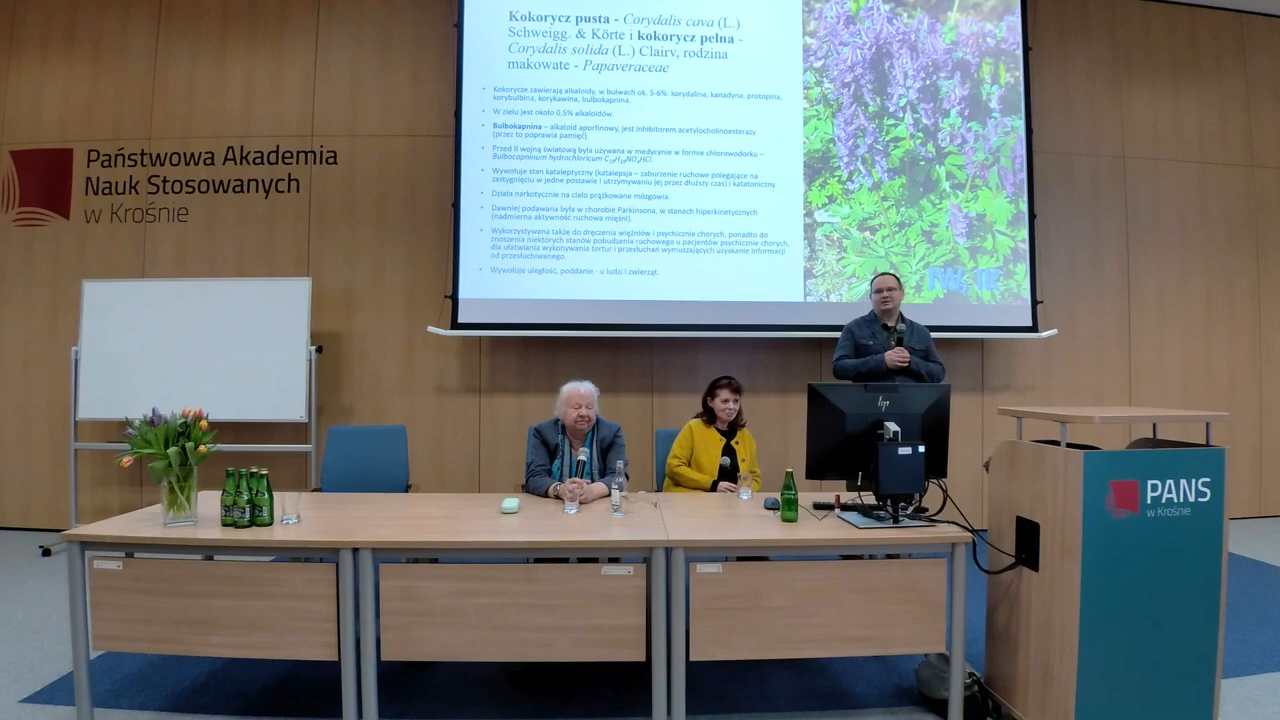 Kokorycz pusta - Corydalis cava (L.)
Schweigg. & Körte i kokorycz pełna -
Corydalis solida (L.) Clairv, rodzina
makowate - Papaveraceae
• Kokorycze zawierają alkaloidy, w bulwach ok. 5-6%: korydalina, kanadyna, protopina,
korybulbina, korykawina, bulbokapnina.
• W zielu jest około 0,5% alkaloidów.
• Bulbokapnina – alkaloid aporfinowy, jest inhibitorem acetylocholinoesterazy
(przez to poprawia pamięć)
• Przed II wojną światową była używana w medycynie w formie chlorowodorku –
Bulbocapninum hydrochloricum C₁₉H₁₉NO₄HCl.
• Wywołuje stan kataleptyczny (katalepsja – zaburzenie ruchowe polegające na
zastygnięciu w jedne postawie i utrzymywaniu jej przez dłuższy czas) i katatoniczny.
• Działa narkotycznie na ciało prążkowane mózgowia.
• Dawniej podawana była w chorobie Parkinsona, w stanach hiperkinetycznych
(nadmierna aktywność ruchowa mięśni).
• Wykorzystywana także do dręczenia więźniów i psychicznie chorych, ponadto do
znoszenia niektórych stanów pobudzenia ruchowego u pacjentów psychicznie chorych,
dla ułatwiania wykonywania tortur i przesłuchań wymuszających uzyskanie informacji
od przesłuchiwanego.
• Wywołuje uległość, poddanie - u ludzi i zwierząt.
Państwowa Akademia
Nauk Stosowanych
w Krośnie
hp
PANS
w Krośnie